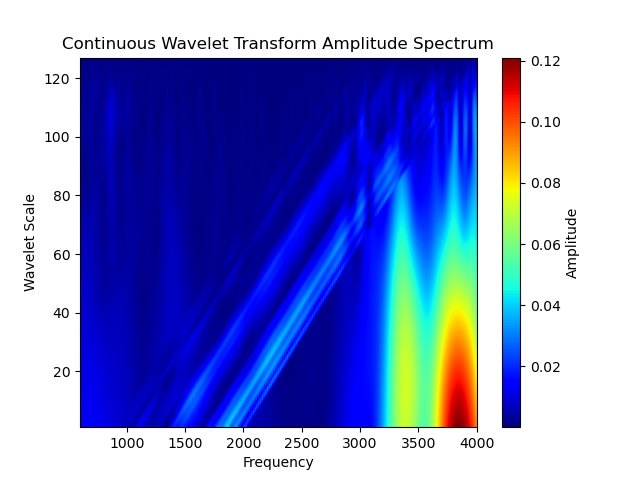 Continuous Wavelet Transform Amplitude Spectrum
120
100
80
60
40
20
Wavelet Scale
1000 1500 2000 2500 3000 3500 4000
Frequency
0.12
0.10
0.08
0.06
0.04
0.02
Amplitude